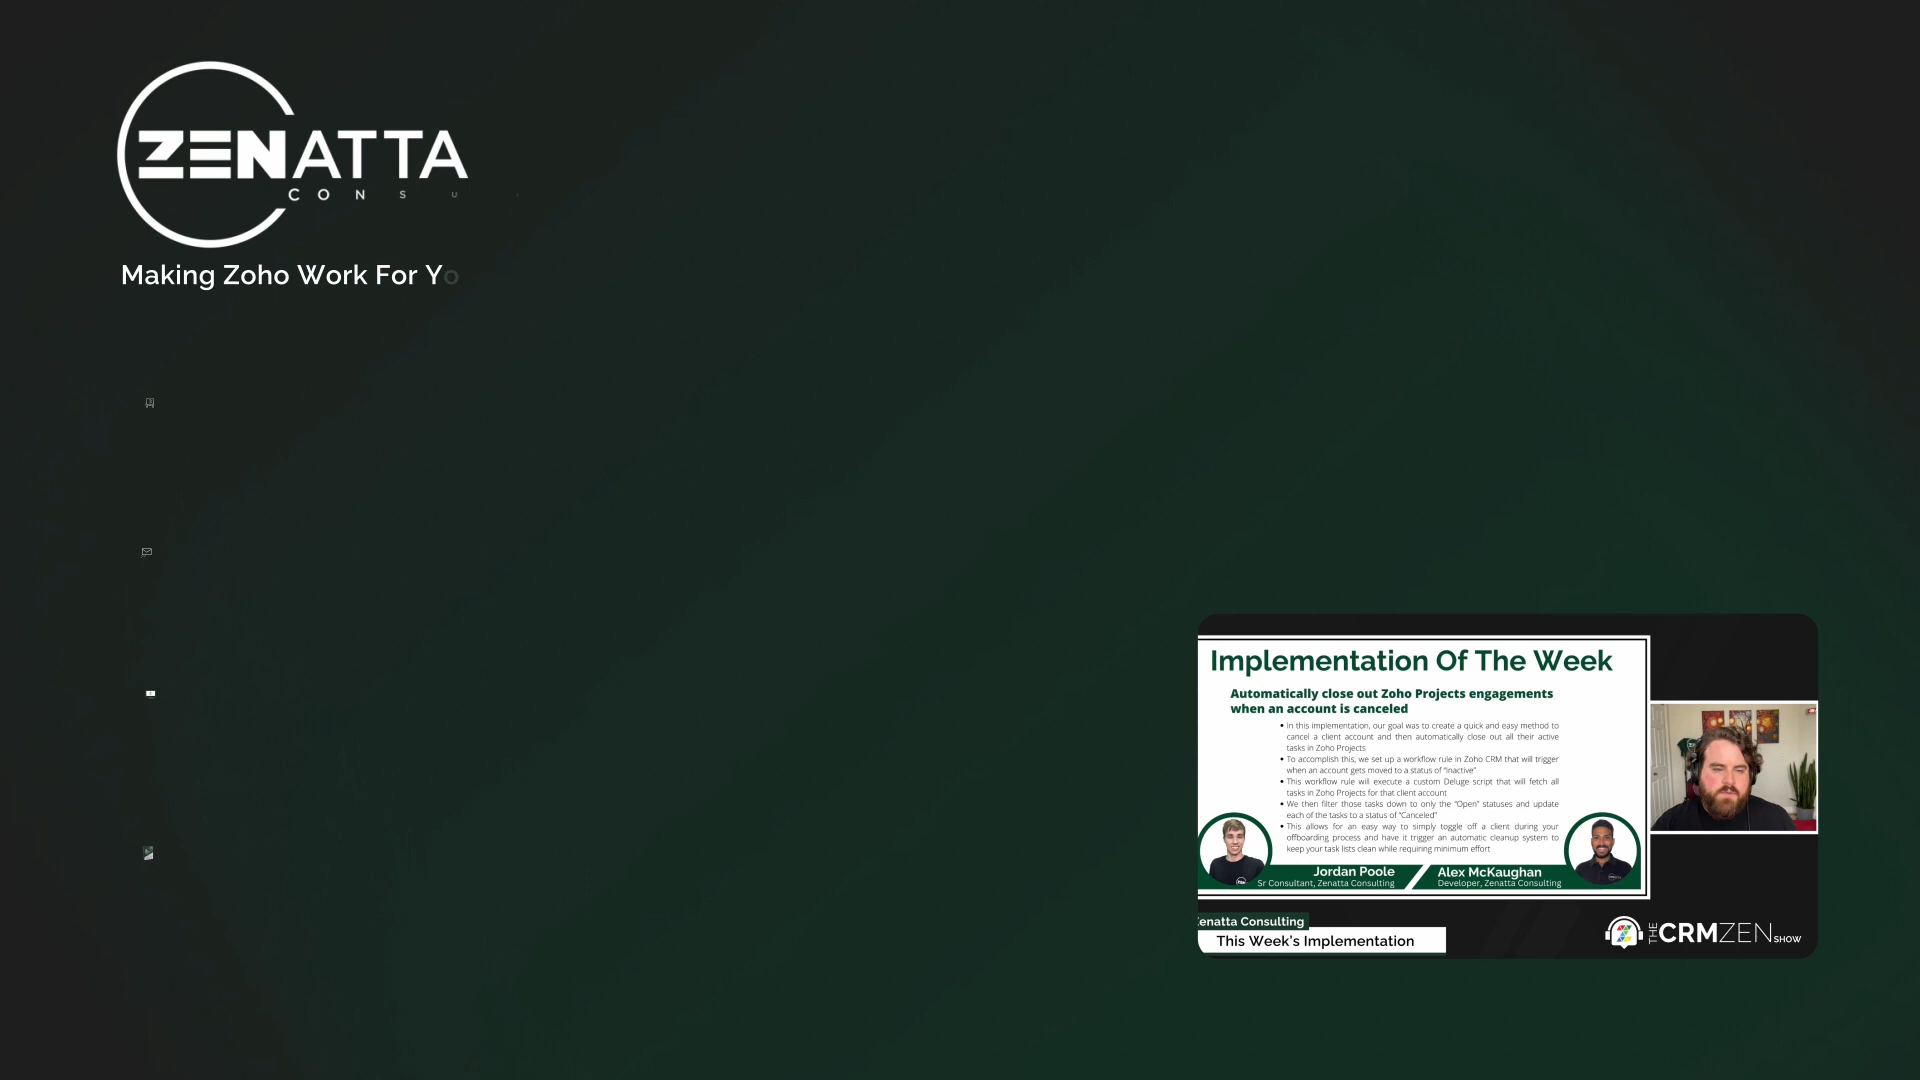 ZENATTA
CONSU
Making Zoho Work For Yo
Implementation Of The Week
Automatically close out Zoho Projects engagements
when an account is canceled
In this implementation, our goal was to create a quick and easy method to
cancel a client account and then automatically close out all their active
tasks in Zoho Projects
To accomplish this, we set up a workflow rule in Zoho CRM that will trigger
when an account gets moved to a status of "Inactive"
This workflow rule will execute a custom Deluge script that will fetch all
tasks in Zoho Projects for that client account
We then filter those tasks down to only the "Open" statuses and update
each of the tasks to a status of "Canceled"
This allows for an easy way to simply toggle off a client during your
offboarding process and have it trigger an automatic cleanup system to
keep your task lists clean while requiring minimum effort
Jordan Poole
Sr Consultant, Zenatta Consulting
Alex McKaughan
Developer, Zenatta Consulting
Zenatta Consulting
This Week's Implementation
THE CRMZEN SHOW